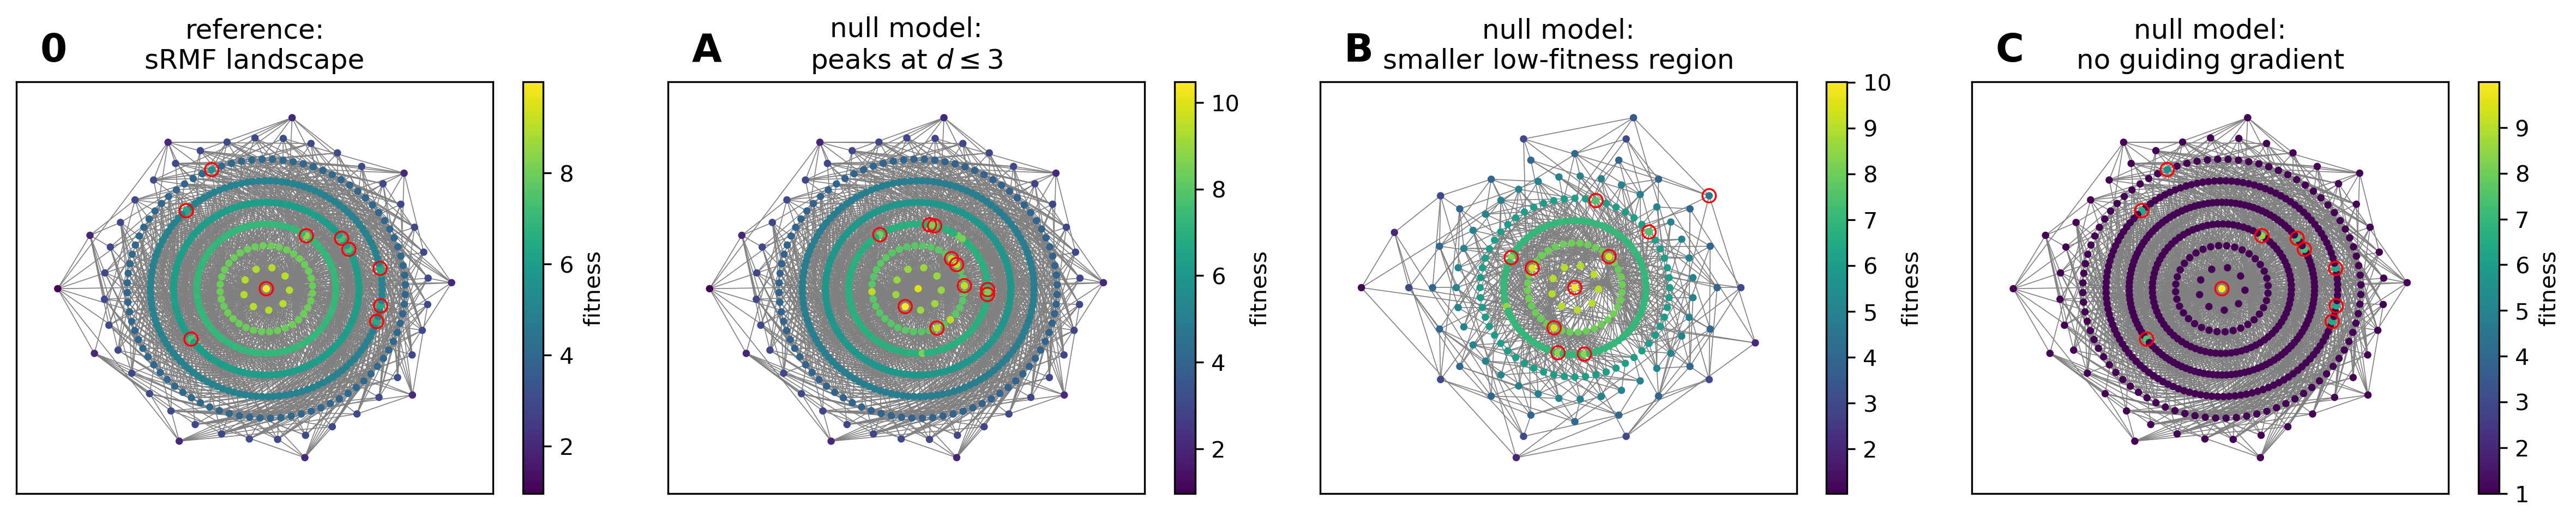 0
reference:
sRMF landscape
8
6
4
2
fitness
A
null model:
peaks at d ≤ 3
10
8
6
4
2
fitness
B
null model:
smaller low-fitness region
10
9
8
7
6
5
4
3
2
fitness
C
null model:
no guiding gradient
9
8
7
6
5
4
3
2
1
fitness